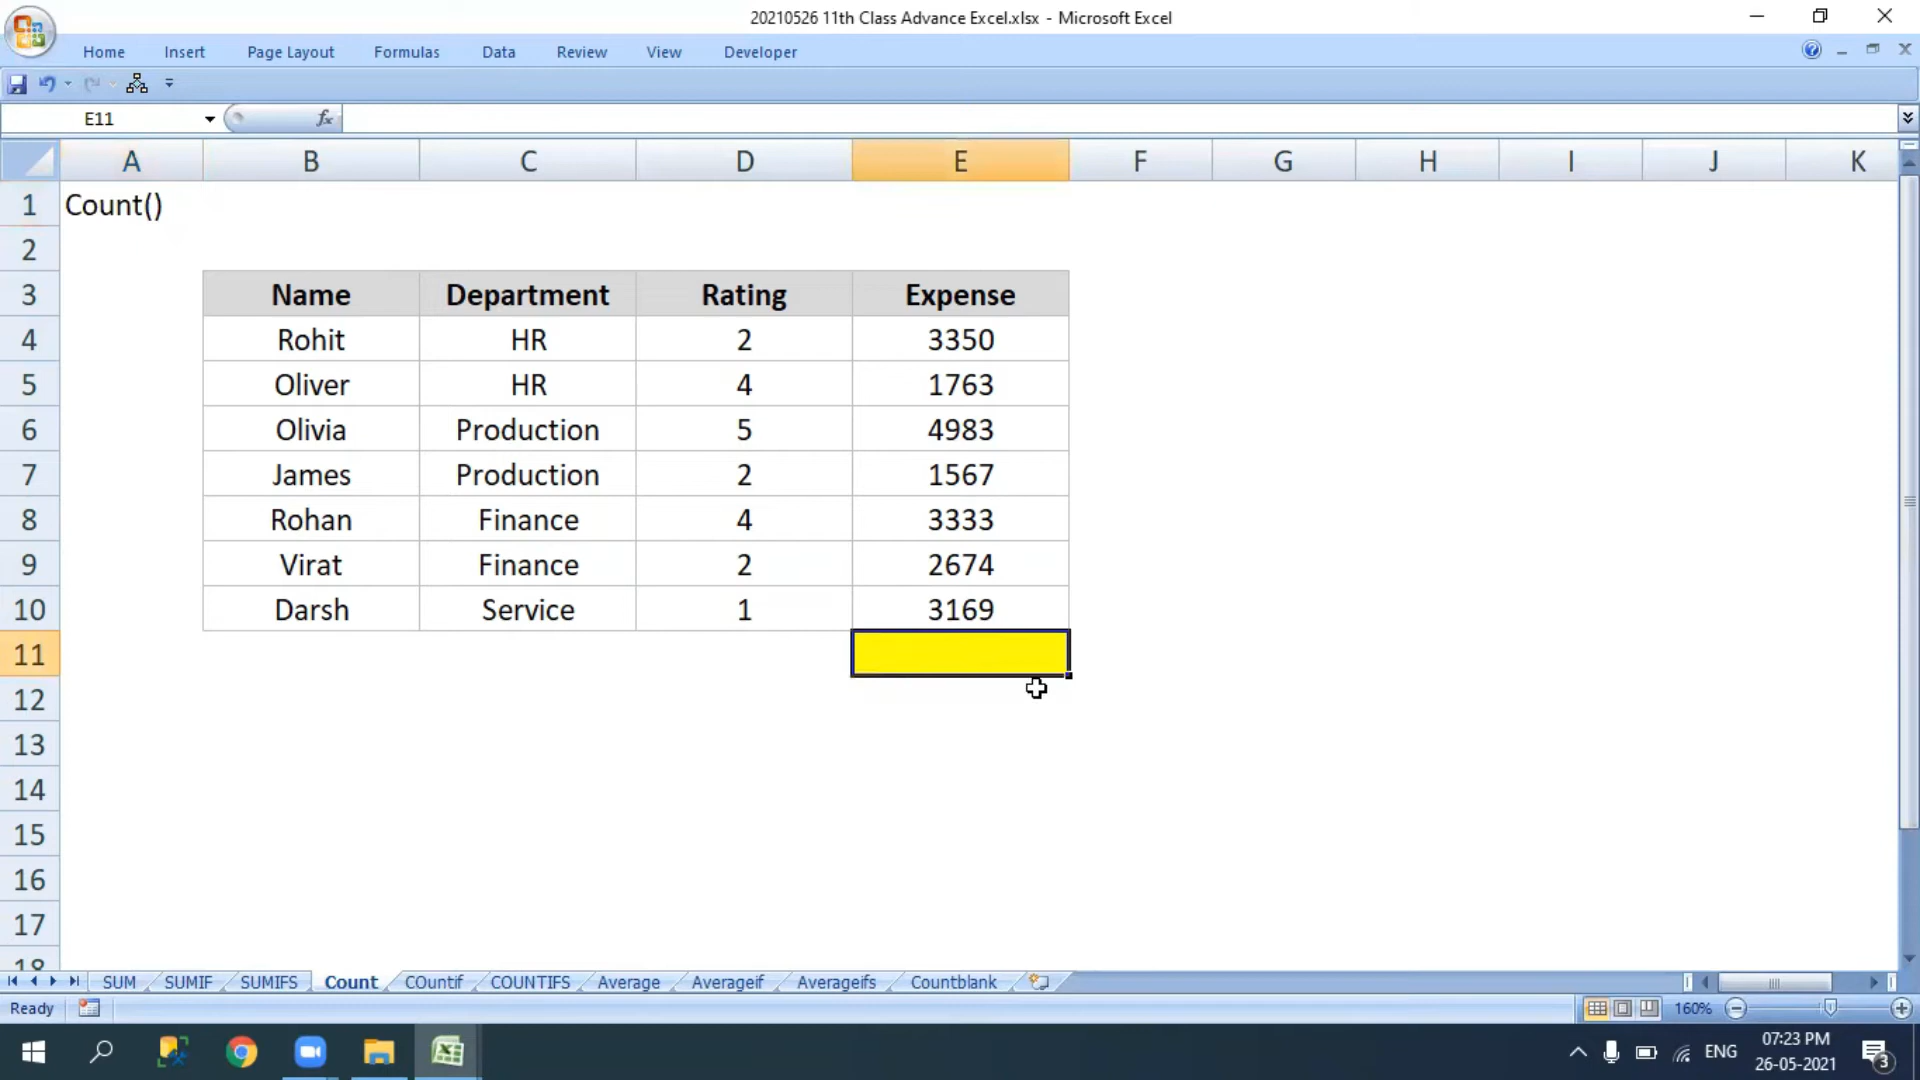 20210526 11th Class Advance Excel.xlsx - Microsoft Excel
Home Insert Page Layout Formulas Data Review View Developer
E11 fx
A B C D E F G H I J K
1 Count()
2
3 Name Department Rating Expense
4 Rohit HR 2 3350
5 Oliver HR 4 1763
6 Olivia Production 5 4983
7 James Production 2 1567
8 Rohan Finance 4 3333
9 Virat Finance 2 2674
10 Darsh Service 1 3169
11
12
13
14
15
16
17
18
SUM SUMIF SUMIFS Count COuntif COUNTIFS Average Averageif Averageifs Countblank
Ready 160%
ENG 07:23 PM
26-05-2021 3